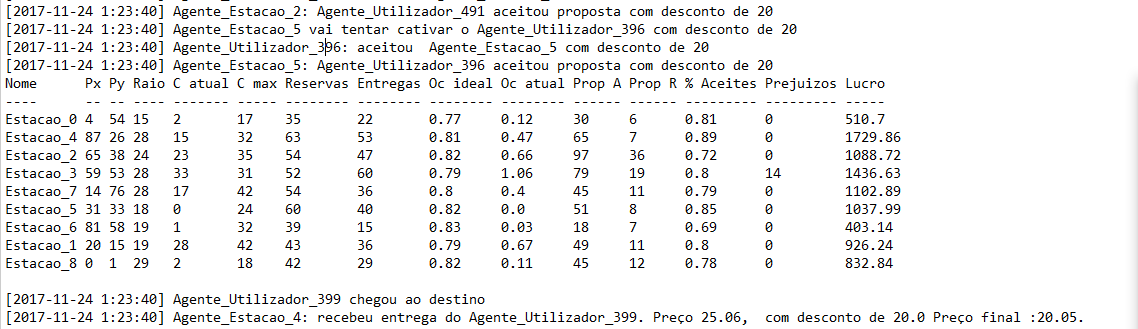 [2017-11-24 1:23:40] Agente_Estacao_2: Agente_Utilizador_491 aceitou proposta com desconto de 20
[2017-11-24 1:23:40] Agente_Estacao_5 vai tentar cativar o Agente_Utilizador_396 com desconto de 20
[2017-11-24 1:23:40] Agente_Utilizador_396: aceitou  Agente_Estacao_5 com desconto de 20
[2017-11-24 1:23:40] Agente_Estacao_5: Agente_Utilizador_396 aceitou proposta com desconto de 20
Nome      Px Py Raio C atual C max Reservas Entregas Oc ideal Oc atual Prop A Prop R % Aceites Prejuizos Lucro
----      -- -- ---- ------- ----- -------- -------- -------- -------- ------ ------ --------- --------- -----
Estacao_0 4  54 15   2       17    35       22       0.77     0.12     30     6      0.81      0         510.7
Estacao_4 87 26 28   15      32    63       53       0.81     0.47     65     7      0.89      0         1729.86
Estacao_2 65 38 24   23      35    54       47       0.82     0.66     97     36     0.72      0         1088.72
Estacao_3 59 53 28   33      31    52       60       0.79     1.06     79     19     0.8       14        1436.63
Estacao_7 14 76 28   17      42    54       36       0.8      0.4      45     11     0.79      0         1102.89
Estacao_5 31 33 18   0       24    60       40       0.82     0.0      51     8      0.85      0         1037.99
Estacao_6 81 58 19   1       32    39       15       0.83     0.03     18     7      0.69      0         403.14
Estacao_1 20 15 19   28      42    43       36       0.79     0.67     49     11     0.8       0         926.24
Estacao_8 0  1  29   2       18    42       29       0.82     0.11     45     12     0.78      0         832.84
[2017-11-24 1:23:40] Agente_Utilizador_399 chegou ao destino
[2017-11-24 1:23:40] Agente_Estacao_4: recebeu entrega do Agente_Utilizador_399. Preço 25.06,  com desconto de 20.0 Preço final :20.05.